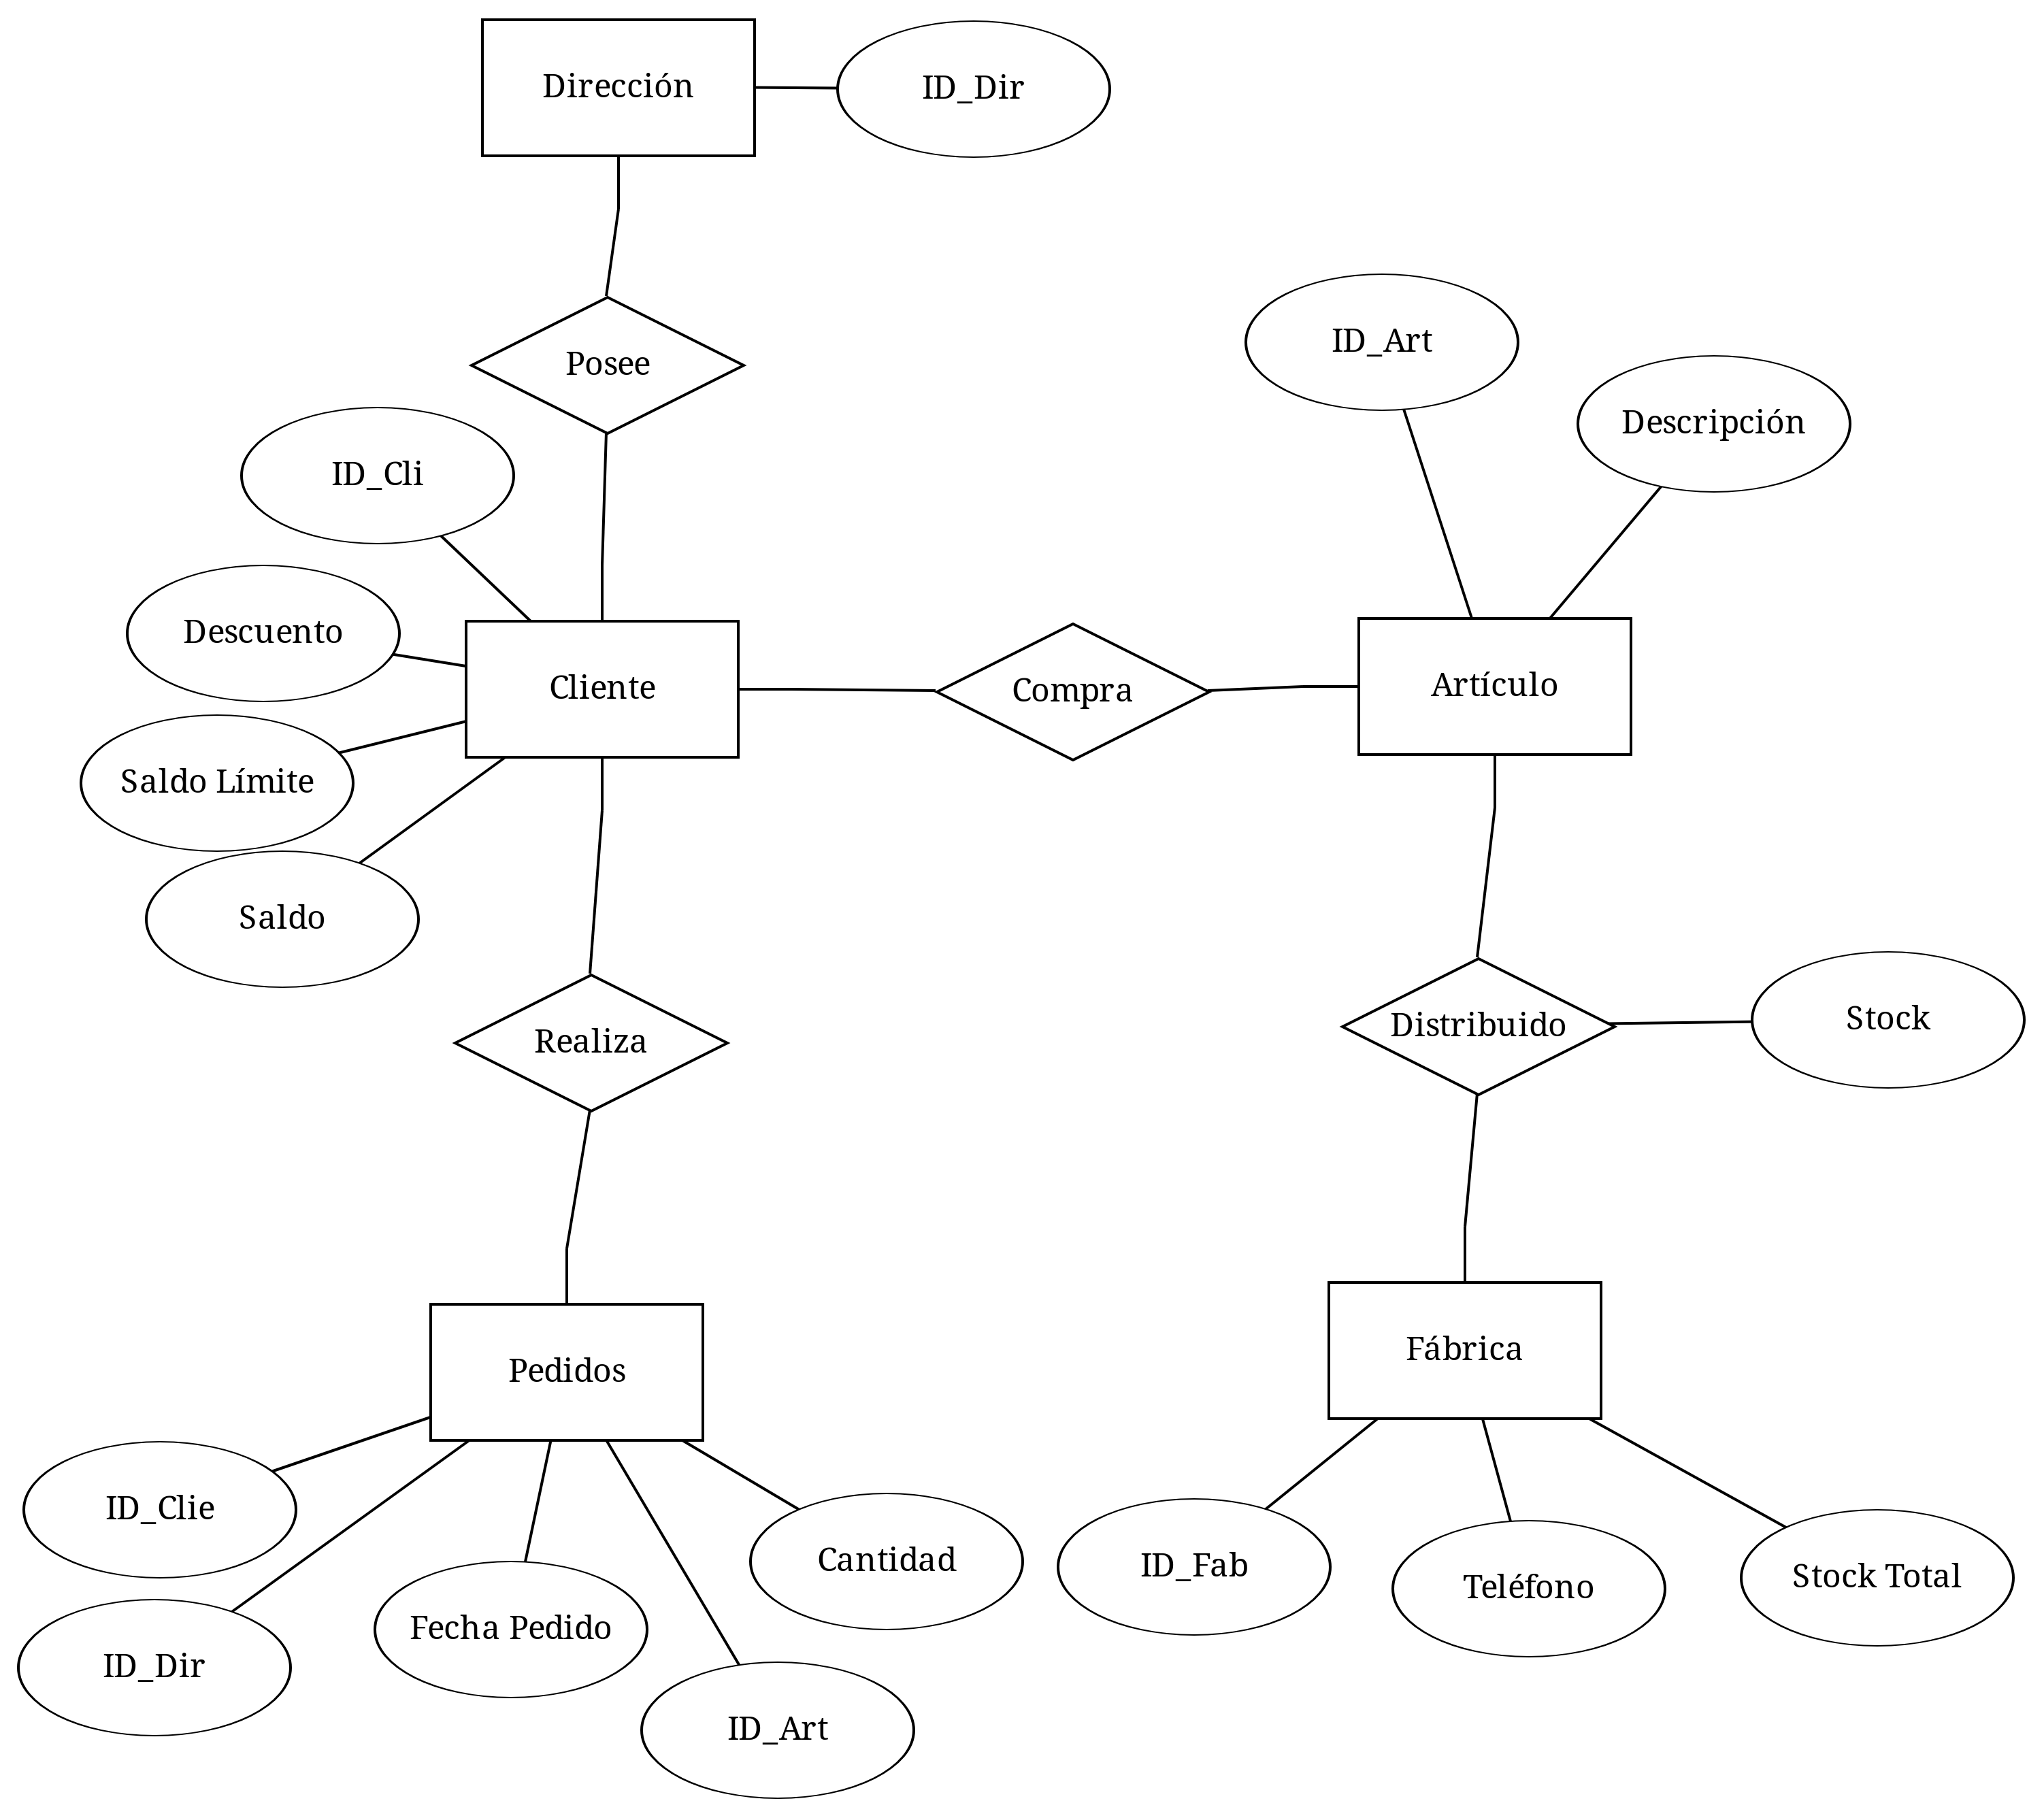 Dirección
ID_Dir
Posee
ID_Art
Descripción
ID_Cli
Descuento
Cliente
Compra
Artículo
Saldo Límite
Saldo
Realiza
Distribuido
Stock
Pedidos
Fábrica
ID_Clie
Cantidad
ID_Fab
Teléfono
Stock Total
ID_Dir
Fecha Pedido
ID_Art